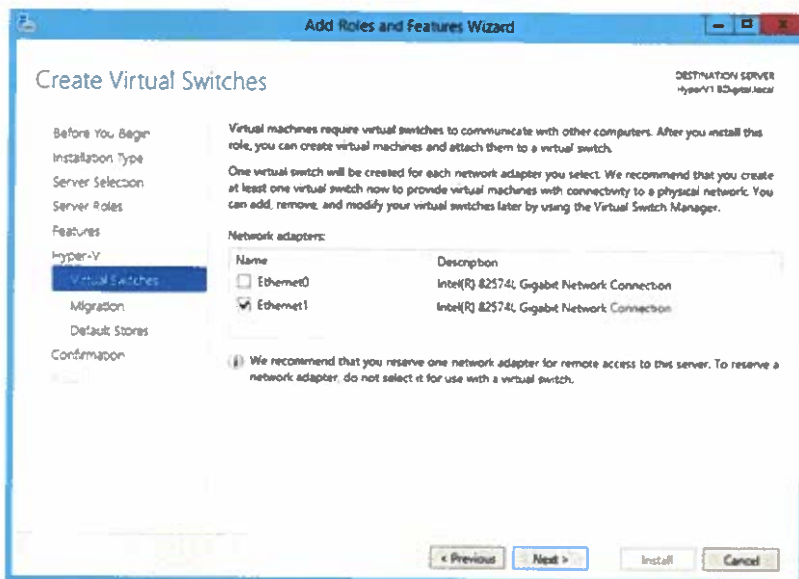 Add Roles and Features Wizard
Create Virtual Switches
DESTINATION SERVER
Before You Begin
Installation Type
Server Selection
Server Roles
Features
Hyper-V
Virtual Switches
Migration
Default Stores
Confirmation
Virtual machines require virtual switches to communicate with other computers. After you install this
role, you can create virtual machines and attach them to a virtual switch.
One virtual switch will be created for each network adapter you select. We recommend that you create
at least one virtual switch now to provide virtual machines with connectivity to a physical network. You
can add, remove, and modify your virtual switches later by using the Virtual Switch Manager.
Network adapters:
Name Description
Ethernet0 Intel(R) 82574L Gigabit Network Connection
Ethernet1 Intel(R) 82574L Gigabit Network Connection
We recommend that you reserve one network adapter for remote access to this server. To reserve a
network adapter, do not select it for use with a virtual switch.
< Previous Next > Install Cancel